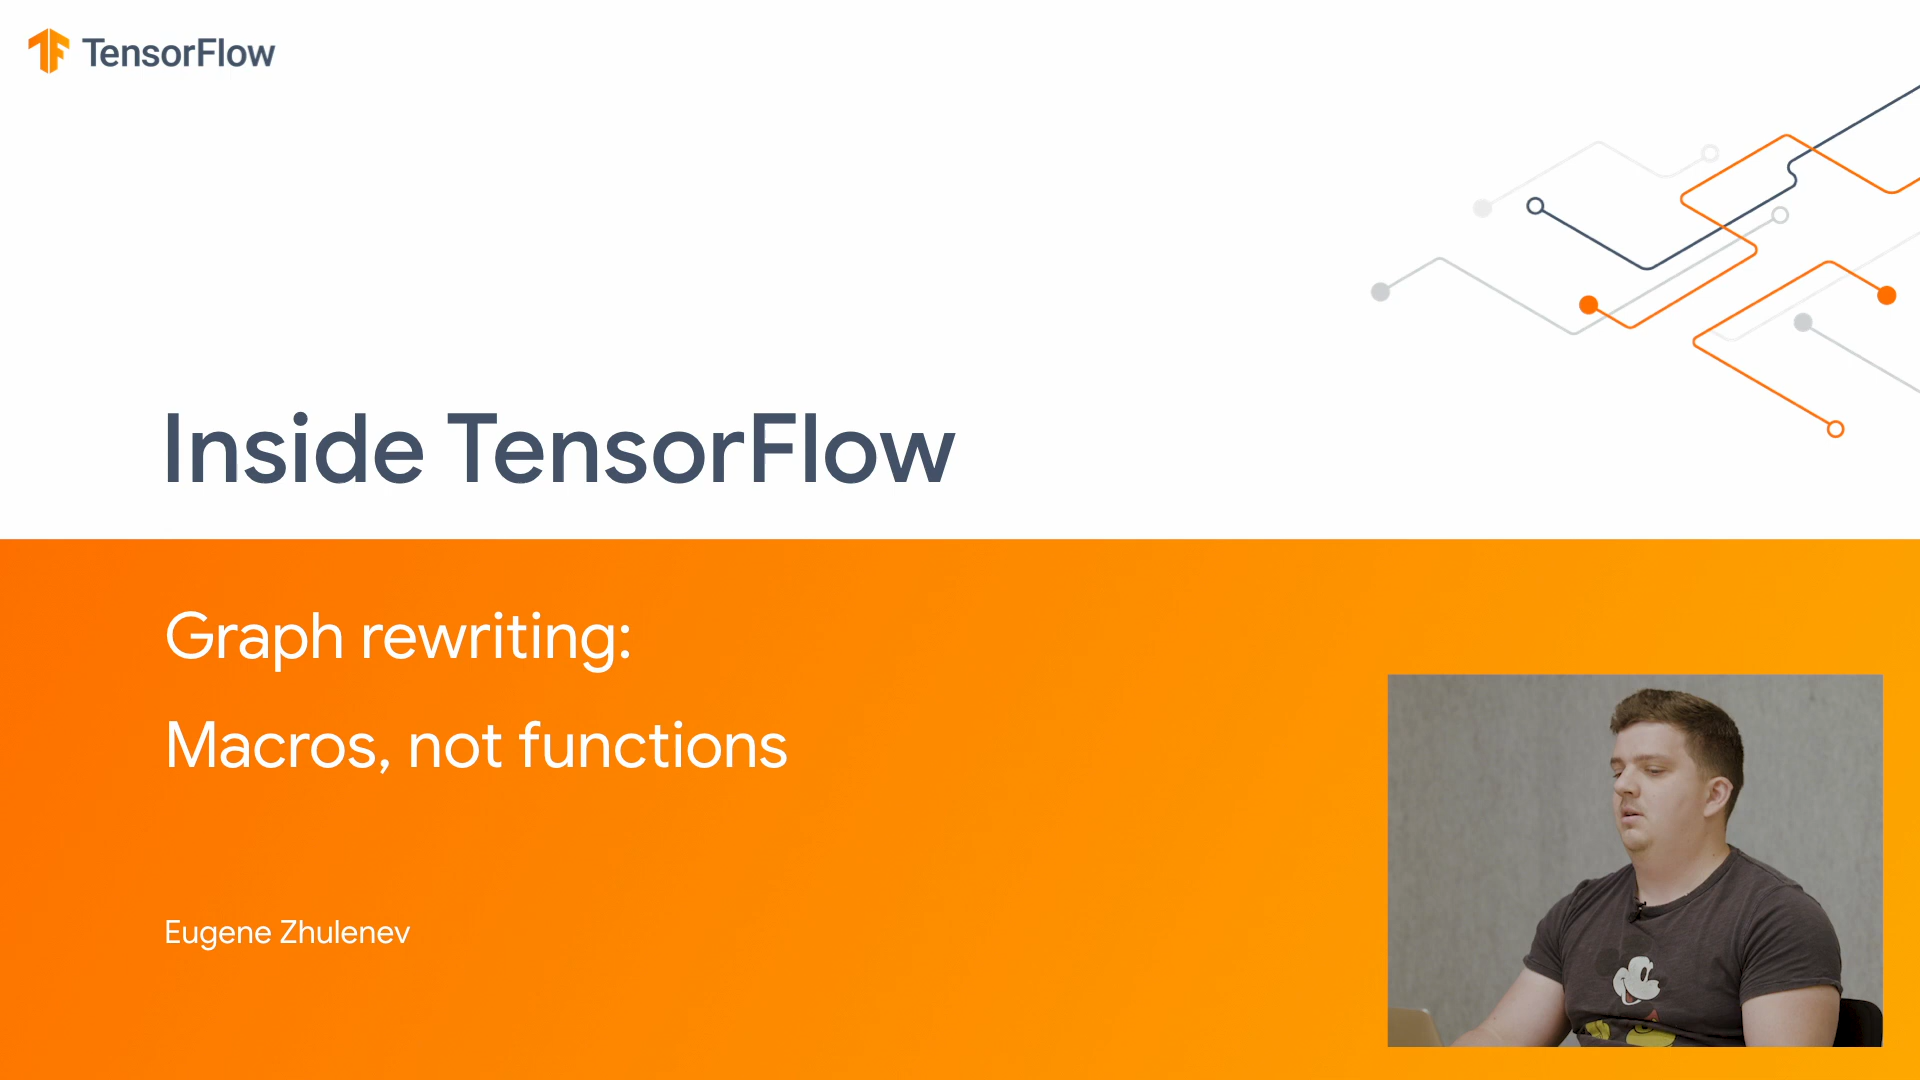 TensorFlow
Inside TensorFlow
Graph rewriting:
Macros, not functions
Eugene Zhulenev